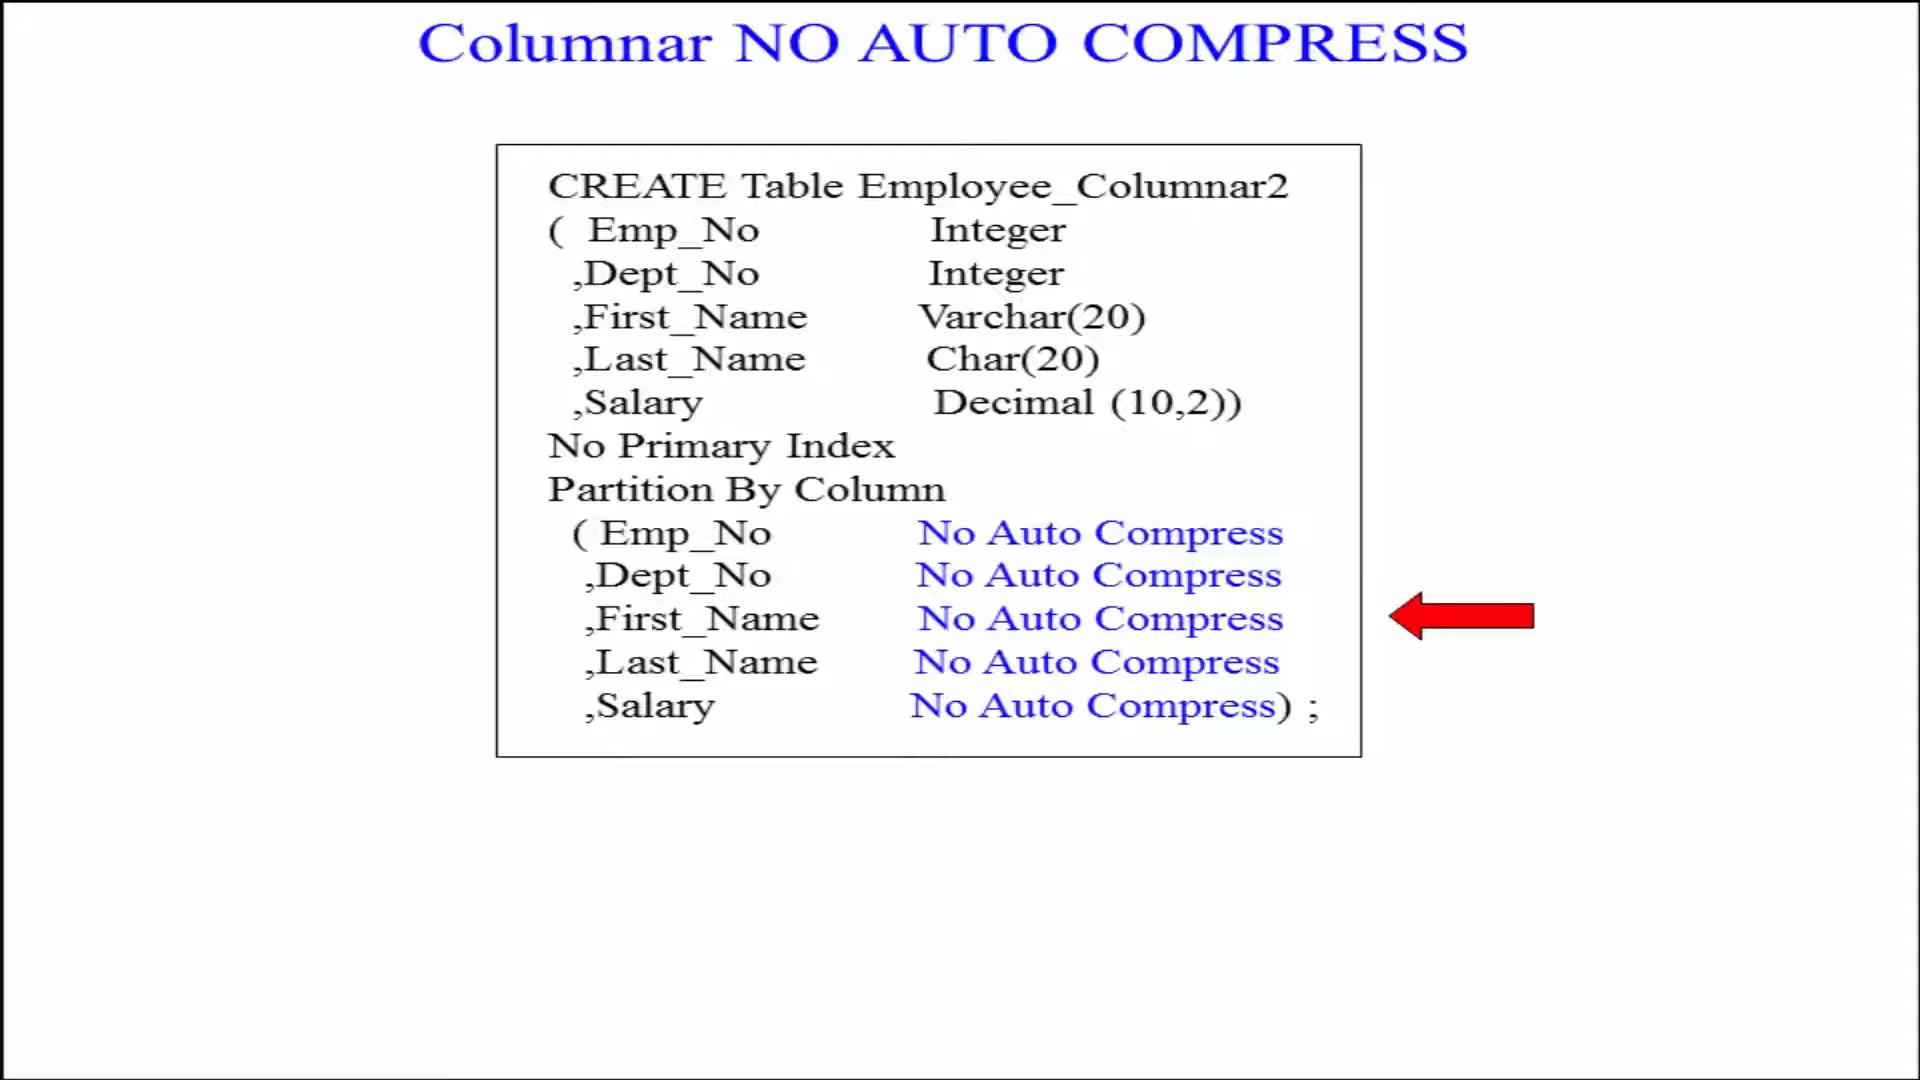 Columnar NO AUTO COMPRESS
CREATE Table Employee_Columnar2
( Emp_No Integer
,Dept_No Integer
,First_Name Varchar(20)
,Last_Name Char(20)
,Salary Decimal (10,2))
No Primary Index
Partition By Column
( Emp_No No Auto Compress
,Dept_No No Auto Compress
,First_Name No Auto Compress
,Last_Name No Auto Compress
,Salary No Auto Compress) ;